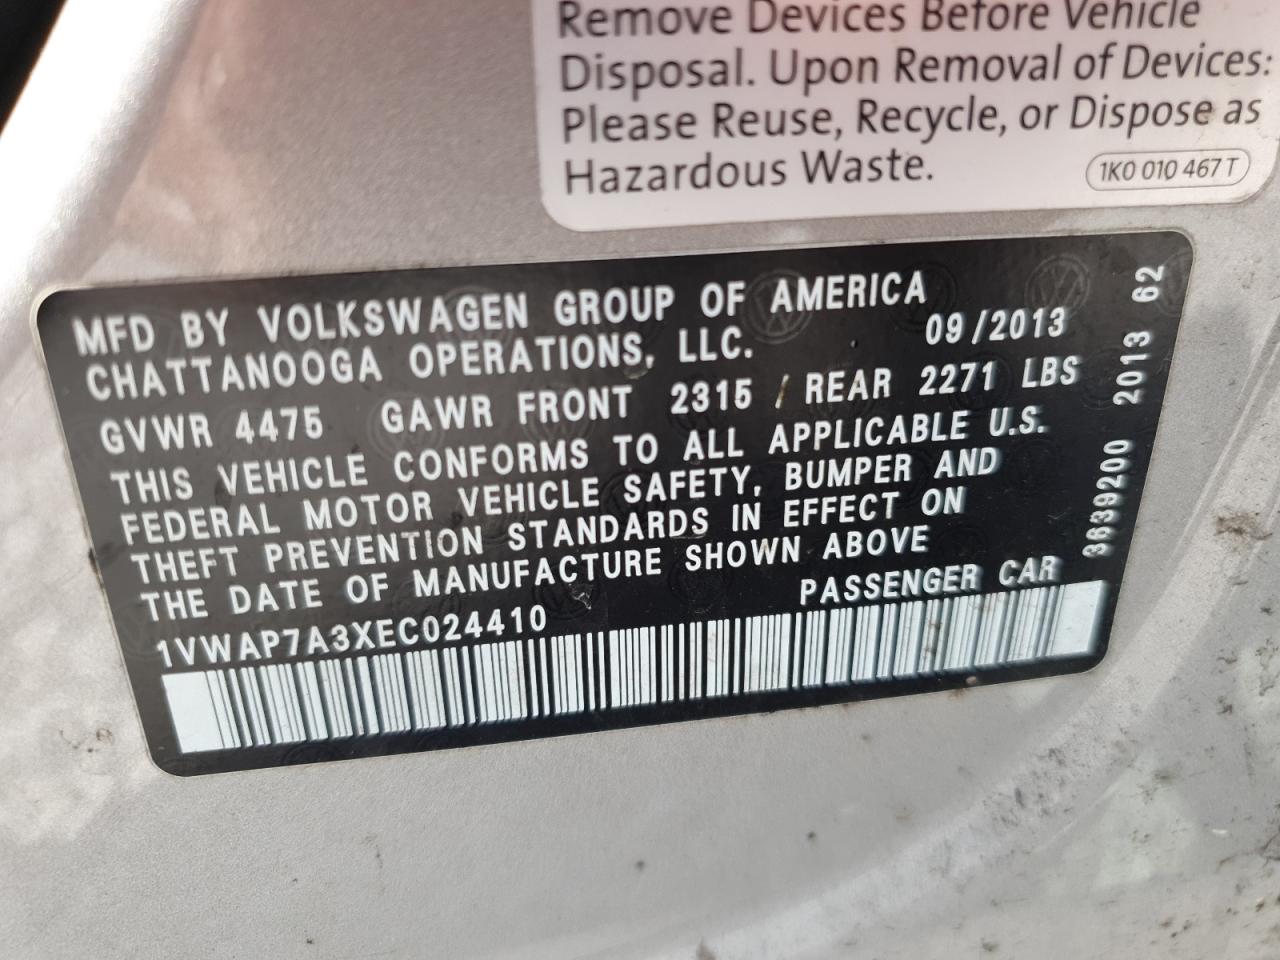 Remove Devices Before Vehicle
Disposal. Upon Removal of Devices:
Please Reuse, Recycle, or Dispose as
Hazardous Waste.
1K0 010 467 T
MFD BY VOLKSWAGEN GROUP OF AMERICA
CHATTANOOGA OPERATIONS, LLC. 09/2013
GVWR 4475 GAWR FRONT 2315 / REAR 2271 LBS
THIS VEHICLE CONFORMS TO ALL APPLICABLE U.S.
FEDERAL MOTOR VEHICLE SAFETY, BUMPER AND
THEFT PREVENTION STANDARDS IN EFFECT ON
THE DATE OF MANUFACTURE SHOWN ABOVE
1VWAP7A3XEC024410 PASSENGER CAR
3639200 2013 62